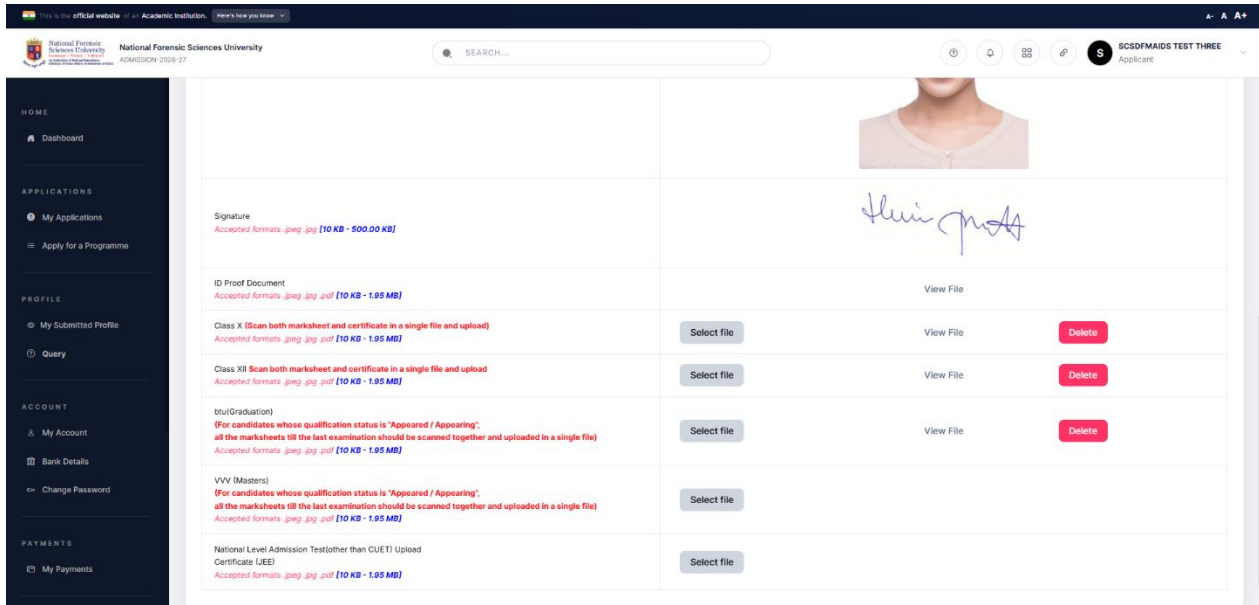 This is the official website of an Academic Institution. Here's how you know
A- A A+
National Forensic
Sciences University
National Forensic Sciences University
ADMISSION-2026-27
SEARCH...
S
SCSDFMAIDS TEST THREE
Applicant
HOME
Dashboard
APPLICATIONS
My Applications
Apply for a Programme
PROFILE
My Submitted Profile
Query
ACCOUNT
My Account
Bank Details
Change Password
PAYMENTS
My Payments
Signature
Accepted formats .jpeg .jpg [10 KB - 500.00 KB]
ID Proof Document
Accepted formats .jpeg .jpg .pdf [10 KB - 1.95 MB]
View File
Class X (Scan both marksheet and certificate in a single file and upload)
Accepted formats .jpeg .jpg .pdf [10 KB - 1.95 MB]
Select file
View File
Delete
Class XII Scan both marksheet and certificate in a single file and upload
Accepted formats .jpeg .jpg .pdf [10 KB - 1.95 MB]
Select file
View File
Delete
btu(Graduation)
(For candidates whose qualification status is "Appeared / Appearing",
all the marksheets till the last examination should be scanned together and uploaded in a single file)
Accepted formats .jpeg .jpg .pdf [10 KB - 1.95 MB]
Select file
View File
Delete
VVV (Masters)
(For candidates whose qualification status is "Appeared / Appearing",
all the marksheets till the last examination should be scanned together and uploaded in a single file)
Accepted formats .jpeg .jpg .pdf [10 KB - 1.95 MB]
Select file
National Level Admission Test(other than CUET) Upload
Certificate (JEE)
Accepted formats .jpeg .jpg .pdf [10 KB - 1.95 MB]
Select file